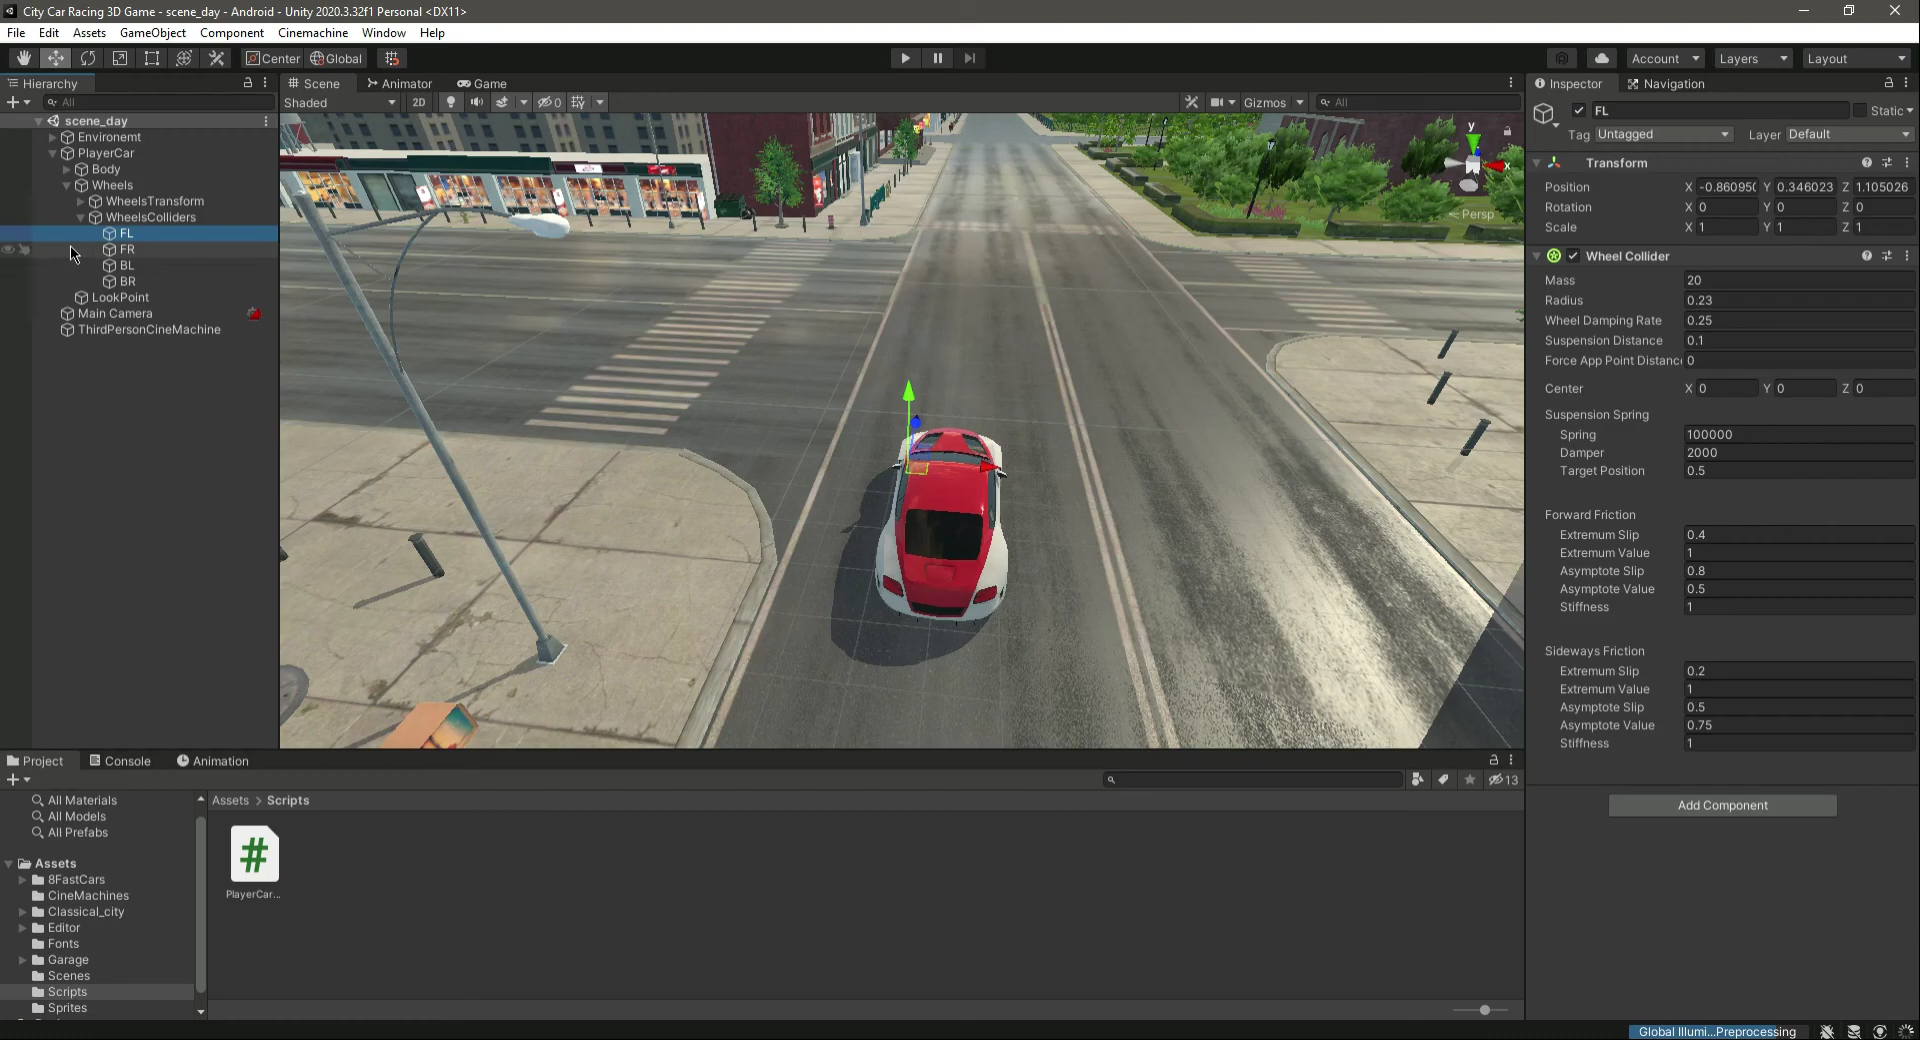 City Car Racing 3D Game - scene_day - Android - Unity 2020.3.32f1 Personal <DX11>
File Edit Assets GameObject Component Cinemachine Window Help
Center Global Account Layers Layout
Hierarchy
All
scene_day
Environemt
PlayerCar
Body
Wheels
WheelsTransform
WheelsColliders
FL
FR
BL
BR
LookPoint
Main Camera
ThirdPersonCineMachine
Scene Animator Game
Shaded 2D 0 Gizmos All
y
x
Persp
Inspector Navigation
FL Static
Tag Untagged Layer Default
Transform
Position X -0.860950 Y 0.346023 Z 1.105026
Rotation X 0 Y 0 Z 0
Scale X 1 Y 1 Z 1
Wheel Collider
Mass 20
Radius 0.23
Wheel Damping Rate 0.25
Suspension Distance 0.1
Force App Point Distanc 0
Center X 0 Y 0 Z 0
Suspension Spring
Spring 100000
Damper 2000
Target Position 0.5
Forward Friction
Extremum Slip 0.4
Extremum Value 1
Asymptote Slip 0.8
Asymptote Value 0.5
Stiffness 1
Sideways Friction
Extremum Slip 0.2
Extremum Value 1
Asymptote Slip 0.5
Asymptote Value 0.75
Stiffness 1
Add Component
Project Console Animation
13
All Materials
All Models
All Prefabs
Assets
8FastCars
CineMachines
Classical_city
Editor
Fonts
Garage
Scenes
Scripts
Sprites
Assets > Scripts
#
PlayerCar...
Global Illumi...Preprocessing